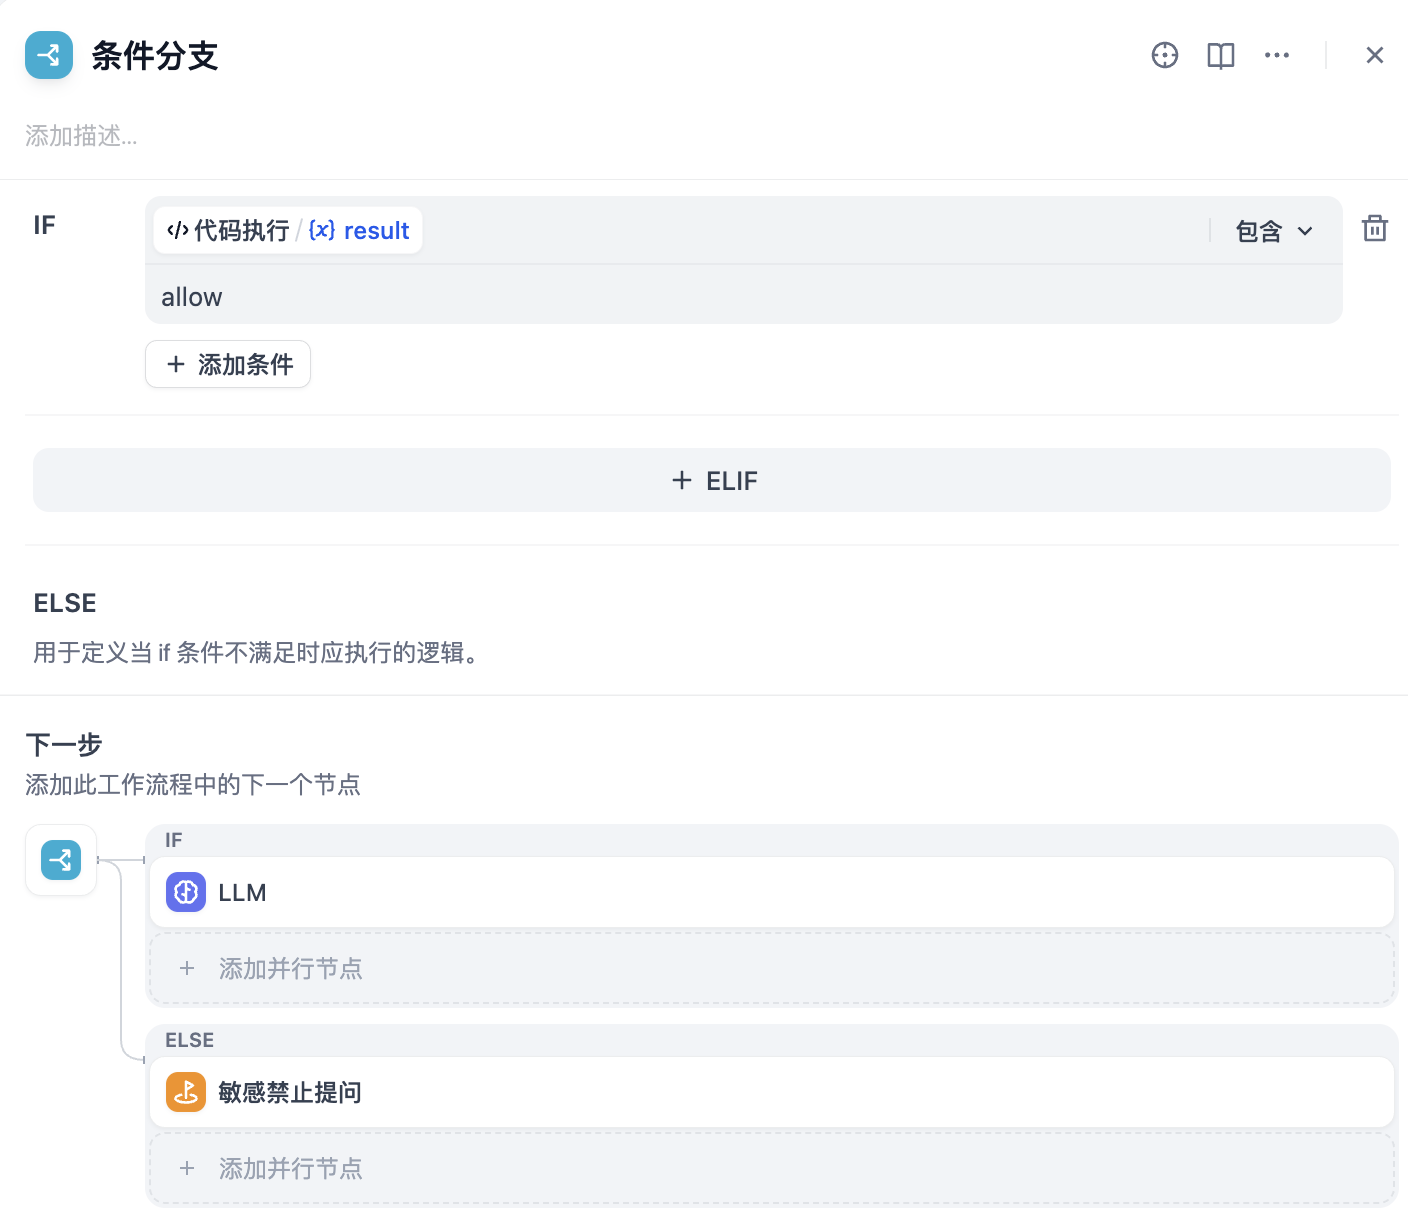 条件分支
添加描述...
IF
代码执行 / {x} result
包含
allow
+ 添加条件
+ ELIF
ELSE
用于定义当 if 条件不满足时应执行的逻辑。
下一步
添加此工作流程中的下一个节点
IF
LLM
+ 添加并行节点
ELSE
敏感禁止提问
+ 添加并行节点